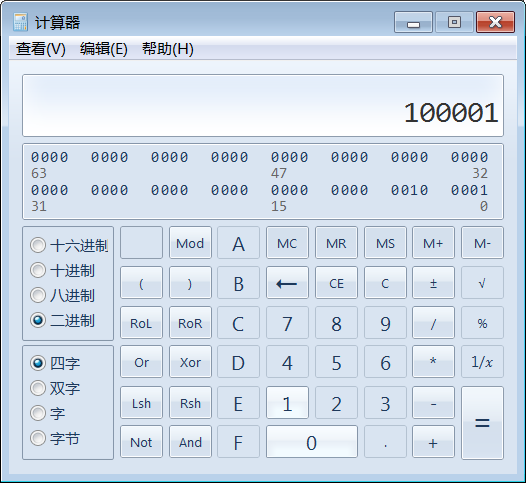 计算器
查看(V) 编辑(E) 帮助(H)
100001
0000 0000 0000 0000 0000 0000 0000 0000
63 47 32
0000 0000 0000 0000 0000 0000 0010 0001
31 15 0
十六进制 Mod A MC MR MS M+ M-
十进制 ( ) B ← CE C ± √
八进制
二进制 RoL RoR C 7 8 9 / %
四字 Or Xor D 4 5 6 * 1/x
双字
字 Lsh Rsh E 1 2 3 - =
字节 Not And F 0 . +